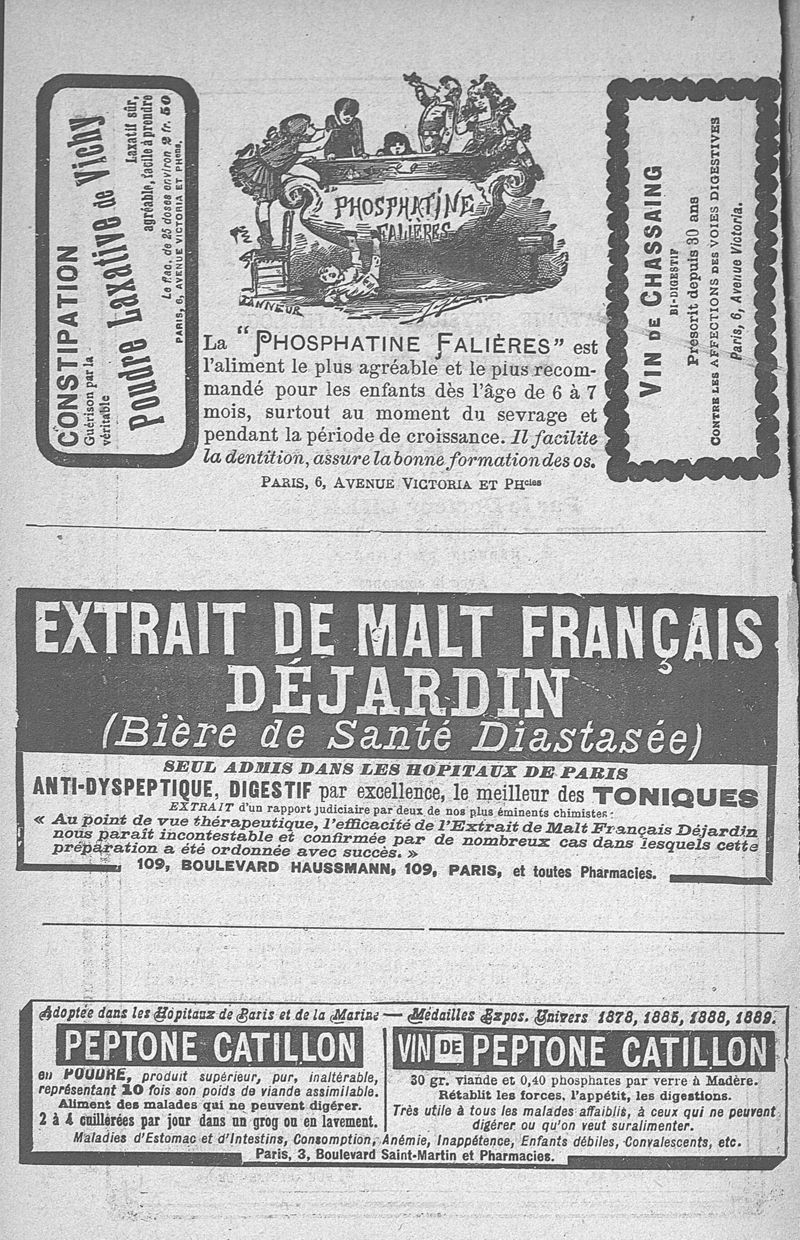 CONSTIPATION
Guérison par la
véritable
Poudre Laxative de Vichy
Laxatif sûr,
agréable, facile à prendre
Le flac. de 25 doses environ 2 fr. 50
PARIS, 6, AVENUE VICTORIA ET PHcies.
PHOSPHATINE
FALIÈRES
La "PHOSPHATINE FALIÈRES" est
l'aliment le plus agréable et le plus recom-
mandé pour les enfants dès l'âge de 6 à 7
mois, surtout au moment du sevrage et
pendant la période de croissance. Il facilite
la dentition, assure la bonne formation des os.
PARIS, 6, AVENUE VICTORIA ET PHcies
VIN DE CHASSAING
BI-DIGESTIF
Prescrit depuis 30 ans
CONTRE LES AFFECTIONS DES VOIES DIGESTIVES
Paris, 6, Avenue Victoria.
EXTRAIT DE MALT FRANÇAIS
DÉJARDIN
(Bière de Santé Diastasée)
SEUL ADMIS DANS LES HOPITAUX DE PARIS
ANTI-DYSPEPTIQUE, DIGESTIF par excellence, le meilleur des TONIQUES
EXTRAIT d'un rapport judiciaire par deux de nos plus éminents chimistes :
« Au point de vue thérapeutique, l'efficacité de l'Extrait de Malt Français Déjardin
nous paraît incontestable et confirmée par de nombreux cas dans lesquels cette
préparation a été ordonnée avec succès. »
109, BOULEVARD HAUSSMANN, 109, PARIS, et toutes Pharmacies.
Adoptée dans les Hôpitaux de Paris et de la Marine — Médailles Expos. Univers 1878, 1885, 1888, 1889.
PEPTONE CATILLON
en POUDRE, produit supérieur, pur, inaltérable,
représentant 10 fois son poids de viande assimilable.
Aliment des malades qui ne peuvent digérer.
2 à 4 cuillerées par jour dans un grog ou en lavement.
VIN DE PEPTONE CATILLON
30 gr. viande et 0,40 phosphates par verre à Madère.
Rétablit les forces, l'appétit, les digestions.
Très utile à tous les malades affaiblis, à ceux qui ne peuvent
digérer ou qu'on veut suralimenter.
Maladies d'Estomac et d'Intestins, Consomption, Anémie, Inappétence, Enfants débiles, Convalescents, etc.
Paris, 3, Boulevard Saint-Martin et Pharmacies.